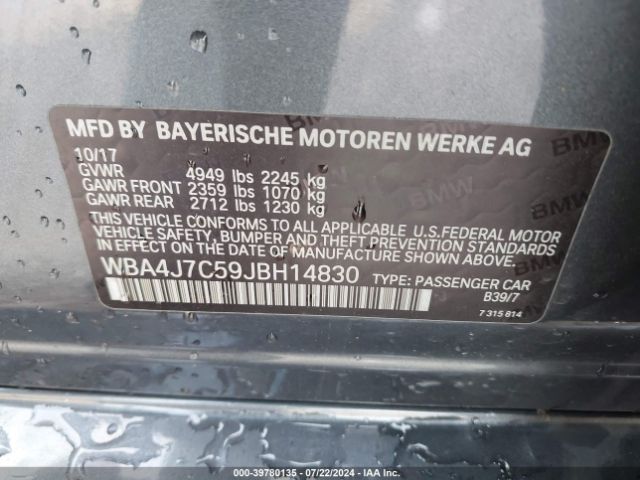 MFD BY BAYERISCHE MOTOREN WERKE AG
10/17
GVWR 4949 lbs 2245 kg
GAWR FRONT 2359 lbs 1070 kg
GAWR REAR 2712 lbs 1230 kg
THIS VEHICLE CONFORMS TO ALL APPLICABLE U.S.FEDERAL MOTOR
VEHICLE SAFETY, BUMPER AND THEFT PREVENTION STANDARDS
IN EFFECT ON THE DATE OF MANUFACTURE SHOWN ABOVE.
WBA4J7C59JBH14830 TYPE: PASSENGER CAR
B39/7
7 315 814
BMW
000-39780135 - 07/22/2024 - IAA Inc.